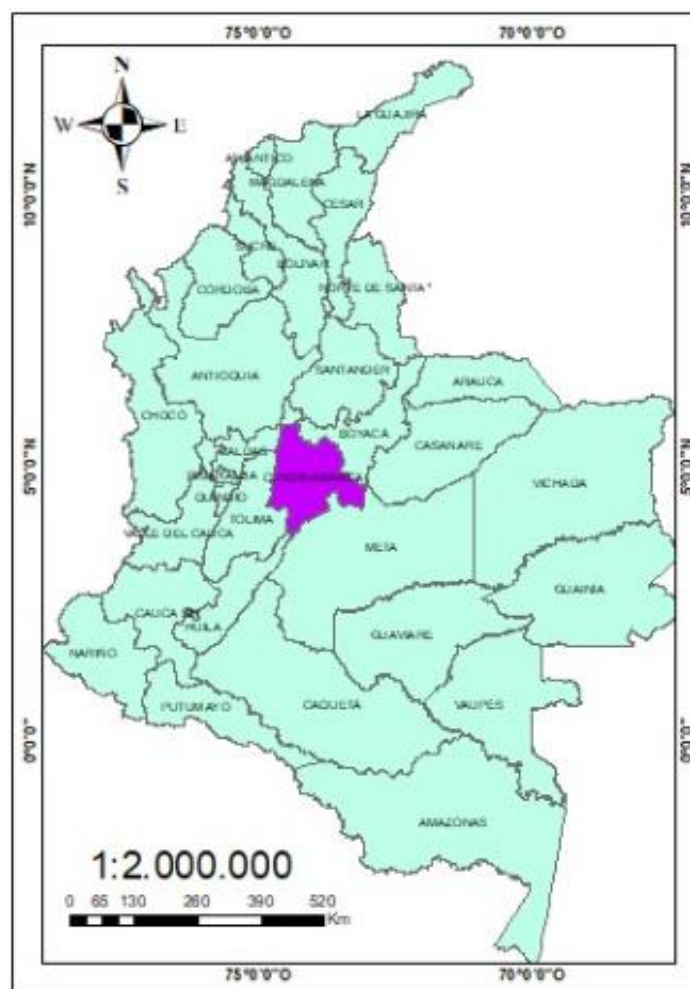 75°0'0"O 70°0'0"O
N
W E
S
LA GUAJIRA
ATLANTICO
MAGDALENA
CESAR
10°0'0"N 10°0'0"N
SUCRE
BOLIVAR
CORDOBA
NORTE DE SANTA*
ANTIOQUIA
SANTANDER
ARAUCA
CHOCO
BOYACA
CASANARE
CALDAS
5°0'0"N 5°0'0"N
CUNDINAMARCA
VICHADA
QUINDIO
TOLIMA
VALLE DEL CAUCA
META
GUAINIA
CAUCA
HUILA
GUAVIARE
NARIÑO
PUTUMAYO
CAQUETA
VAUPES
0°0'0" 0°0'0"
AMAZONAS
1:2.000.000
0 65 130 260 390 520
Km
75°0'0"O 70°0'0"O